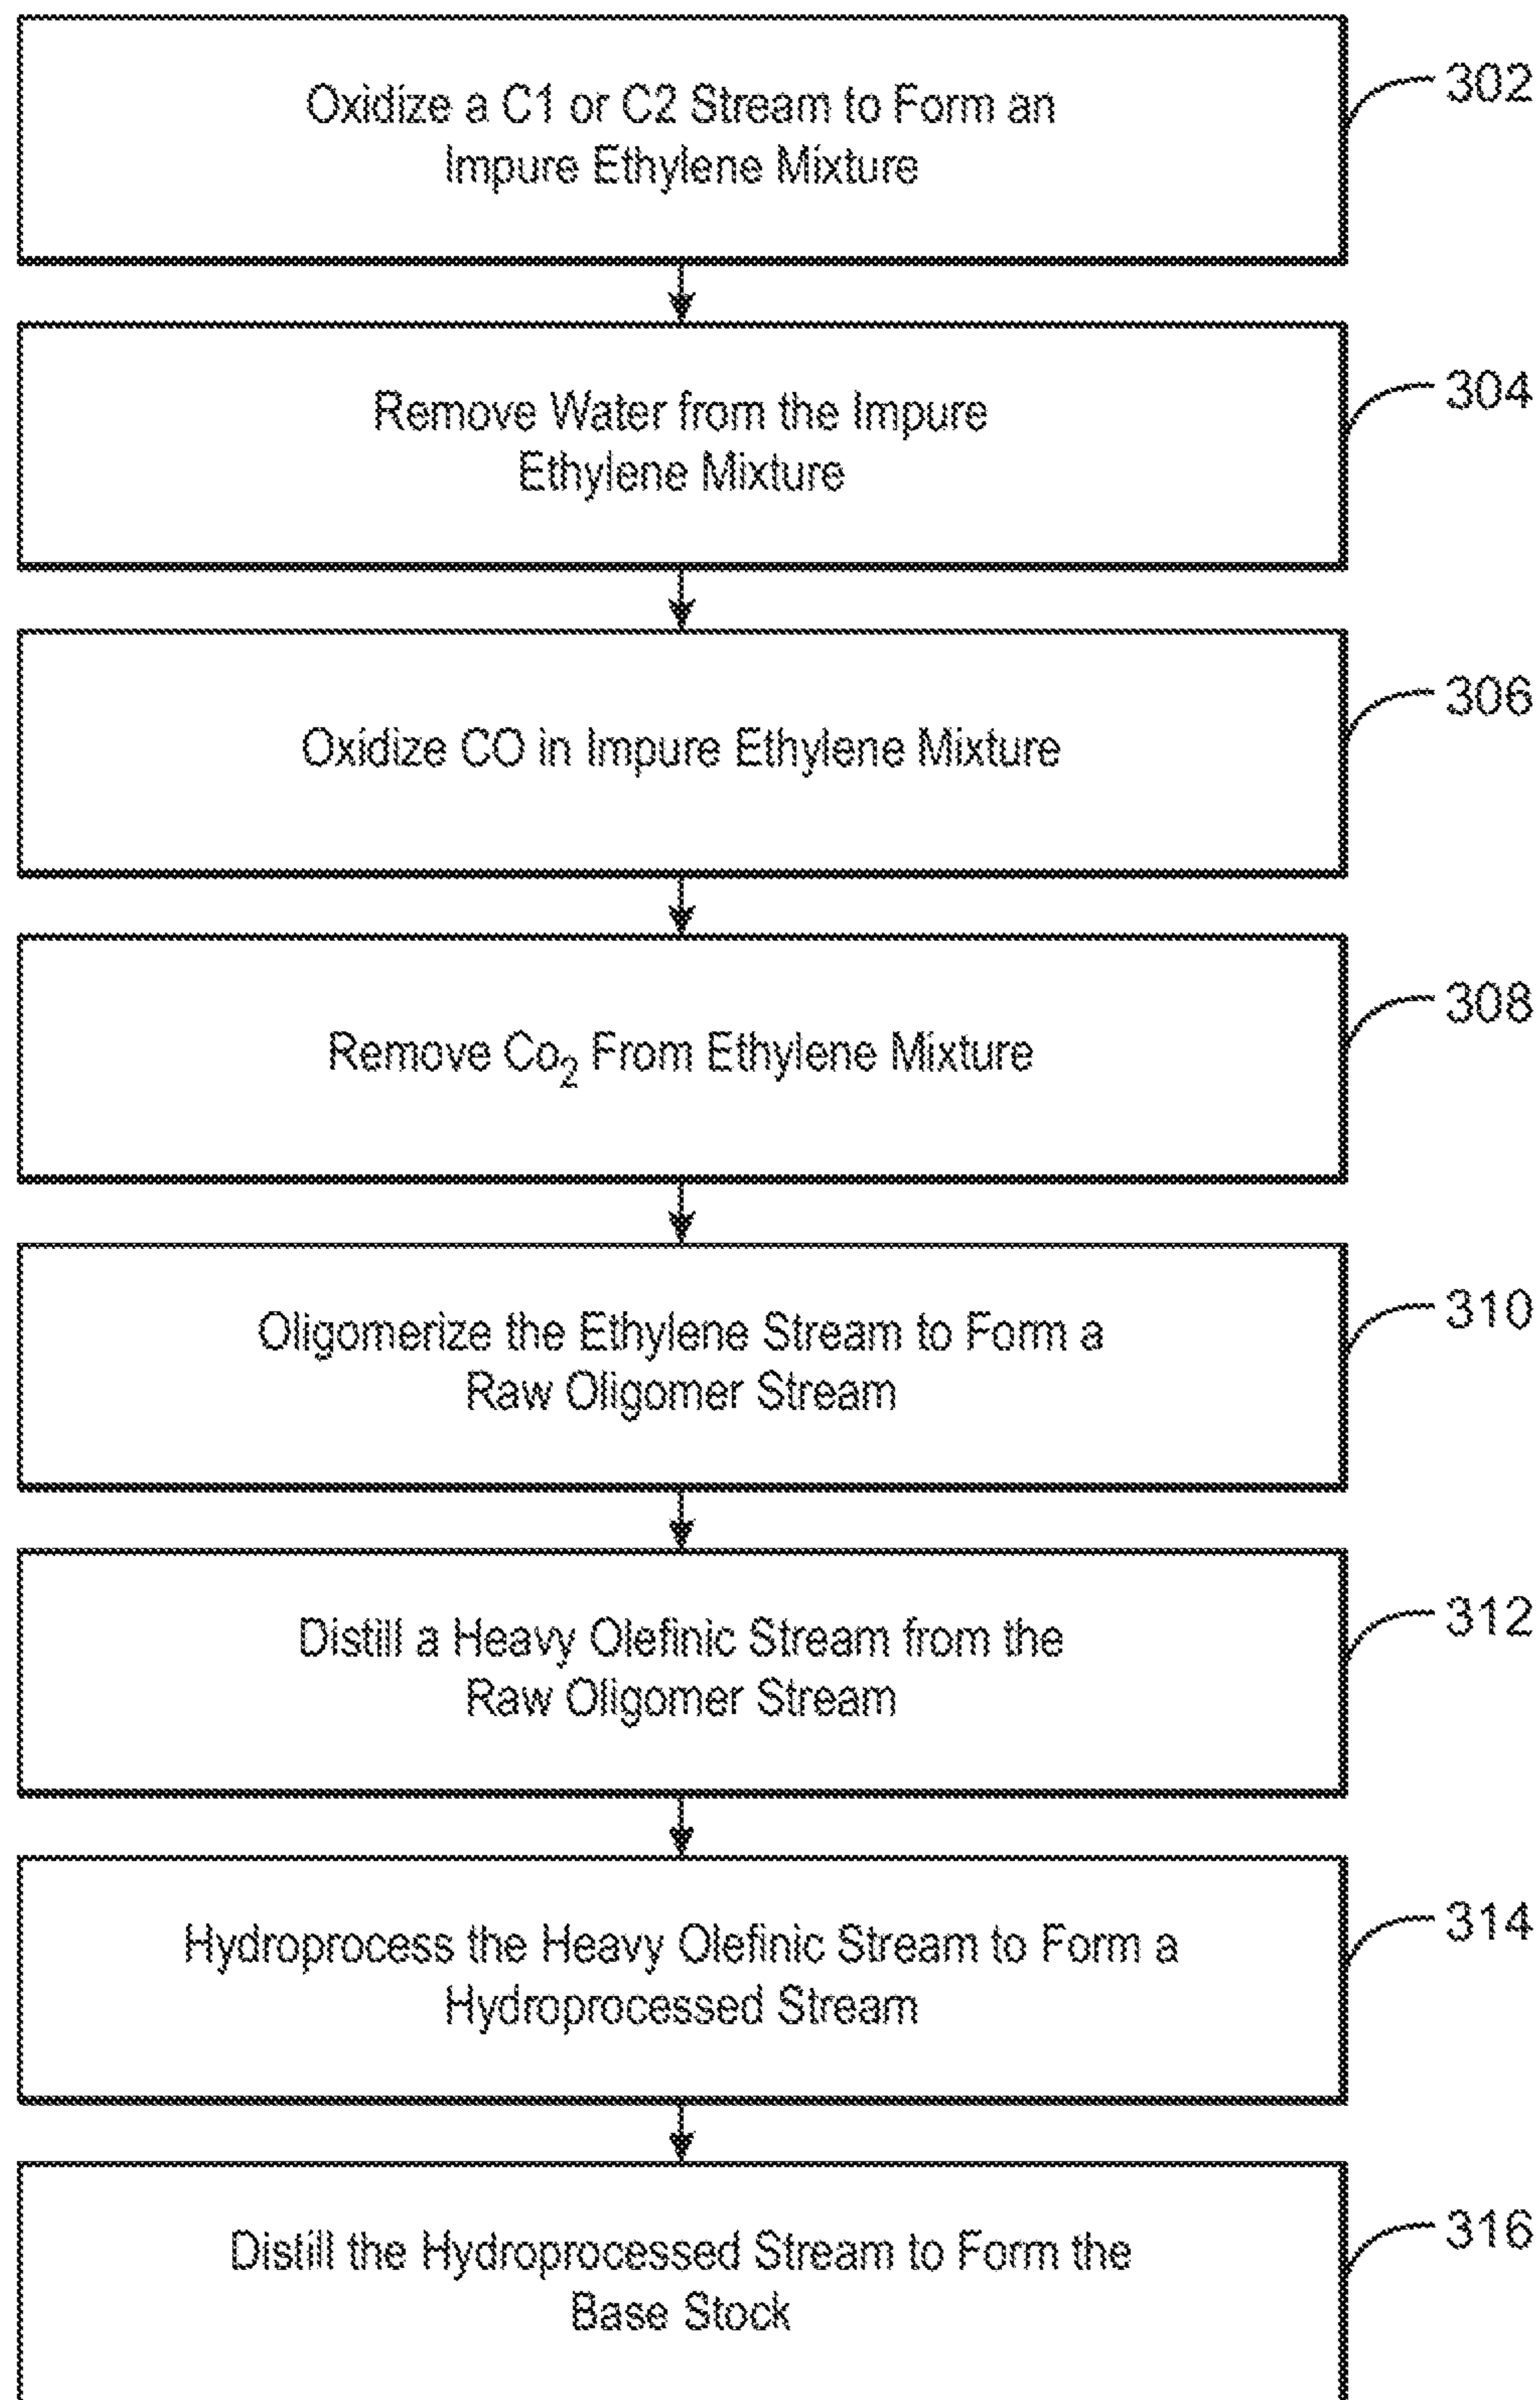 Oxidize a C1 or C2 Stream to Form an
Impure Ethylene Mixture
302
Remove Water from the Impure
Ethylene Mixture
304
Oxidize CO in Impure Ethylene Mixture
306
Remove Co₂ From Ethylene Mixture
308
Oligomerize the Ethylene Stream to Form a
Raw Oligomer Stream
310
Distill a Heavy Olefinic Stream from the
Raw Oligomer Stream
312
Hydroprocess the Heavy Olefinic Stream to Form a
Hydroprocessed Stream
314
Distill the Hydroprocessed Stream to Form the
Base Stock
316